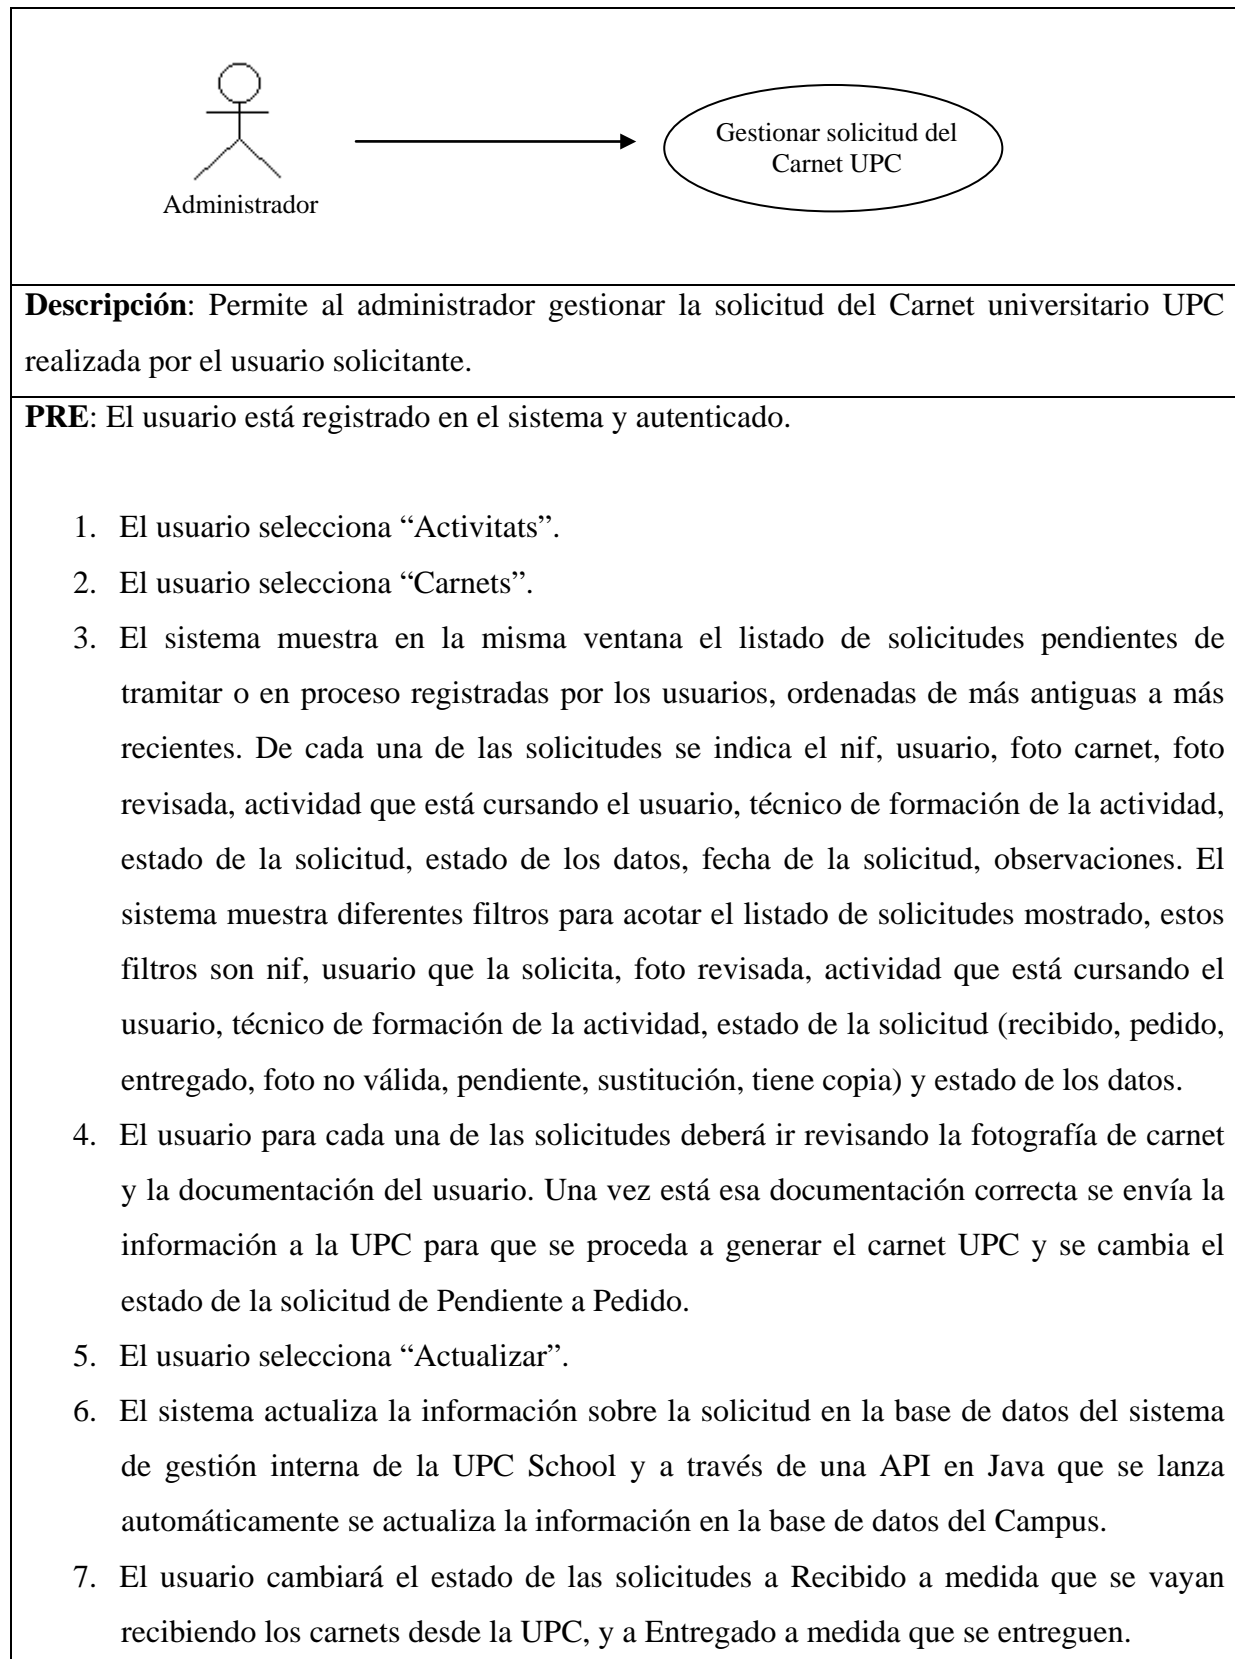 Gestionar solicitud del
Carnet UPC
Administrador
Descripción: Permite al administrador gestionar la solicitud del Carnet universitario UPC
realizada por el usuario solicitante.
PRE: El usuario está registrado en el sistema y autenticado.
1. El usuario selecciona “Activitats”.
2. El usuario selecciona “Carnets”.
3. El sistema muestra en la misma ventana el listado de solicitudes pendientes de
tramitar o en proceso registradas por los usuarios, ordenadas de más antiguas a más
recientes. De cada una de las solicitudes se indica el nif, usuario, foto carnet, foto
revisada, actividad que está cursando el usuario, técnico de formación de la actividad,
estado de la solicitud, estado de los datos, fecha de la solicitud, observaciones. El
sistema muestra diferentes filtros para acotar el listado de solicitudes mostrado, estos
filtros son nif, usuario que la solicita, foto revisada, actividad que está cursando el
usuario, técnico de formación de la actividad, estado de la solicitud (recibido, pedido,
entregado, foto no válida, pendiente, sustitución, tiene copia) y estado de los datos.
4. El usuario para cada una de las solicitudes deberá ir revisando la fotografía de carnet
y la documentación del usuario. Una vez está esa documentación correcta se envía la
información a la UPC para que se proceda a generar el carnet UPC y se cambia el
estado de la solicitud de Pendiente a Pedido.
5. El usuario selecciona “Actualizar”.
6. El sistema actualiza la información sobre la solicitud en la base de datos del sistema
de gestión interna de la UPC School y a través de una API en Java que se lanza
automáticamente se actualiza la información en la base de datos del Campus.
7. El usuario cambiará el estado de las solicitudes a Recibido a medida que se vayan
recibiendo los carnets desde la UPC, y a Entregado a medida que se entreguen.